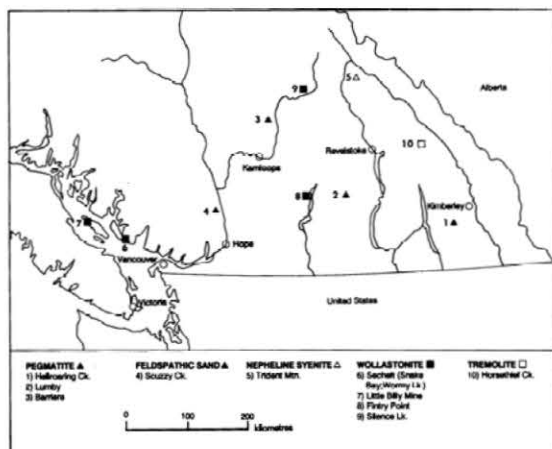 9
5
Alberta
3
Revelstoke
10
Kamloops
8
2
4
Kimberley
7
1
6
Hope
Vancouver
Victoria
United States
PEGMATITE
1) Hellroaring Ck.
2) Lumby
3) Barriere
FELDSPATHIC SAND
4) Scuzzy Ck.
NEPHELINE SYENITE
5) Trident Mtn.
WOLLASTONITE
6) Sechelt (Snake
Bay; Wormy Lk.)
7) Little Billy Mine
8) Fintry Point
9) Silence Lk.
TREMOLITE
10) Horsethief Ck.
0 100 200
kilometres